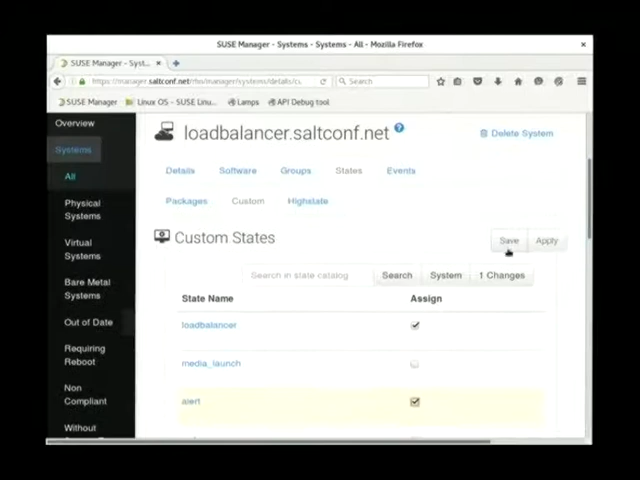 SUSE Manager - Systems - Systems - All - Mozilla Firefox
SUSE Manager - Syst...
https://manager.saltconf.net/rhn/manager/systems/details/cu
Search
SUSE Manager
Linux OS - SUSE Linu...
Lamps
API Debug tool
Overview
Systems
All
Physical Systems
Virtual Systems
Bare Metal Systems
Out of Date
Requiring Reboot
Non Compliant
Without
loadbalancer.saltconf.net
Delete System
Details Software Groups States Events
Packages Custom Highstate
Custom States
Save Apply
Search in state catalog Search System 1 Changes
State Name Assign
loadbalancer
media_launch
alert